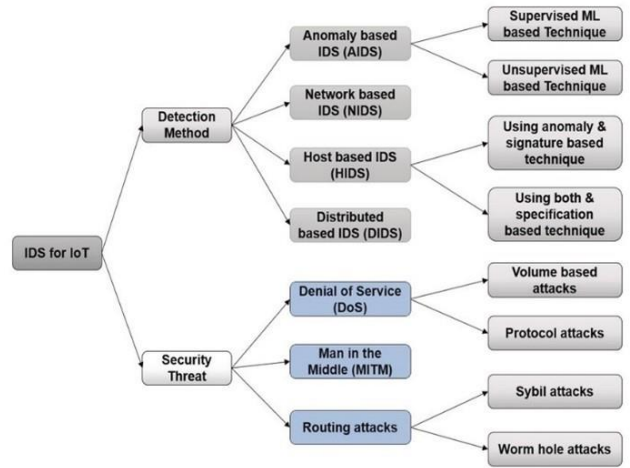 IDS for IoT
Detection
Method
Security
Threat
Anomaly based
IDS (AIDS)
Network based
IDS (NIDS)
Host based IDS
(HIDS)
Distributed
based IDS (DIDS)
Denial of Service
(DoS)
Man in the
Middle (MITM)
Routing attacks
Supervised ML
based Technique
Unsupervised ML
based Technique
Using anomaly &
signature based
technique
Using both &
specification
based technique
Volume based
attacks
Protocol attacks
Sybil attacks
Worm hole attacks